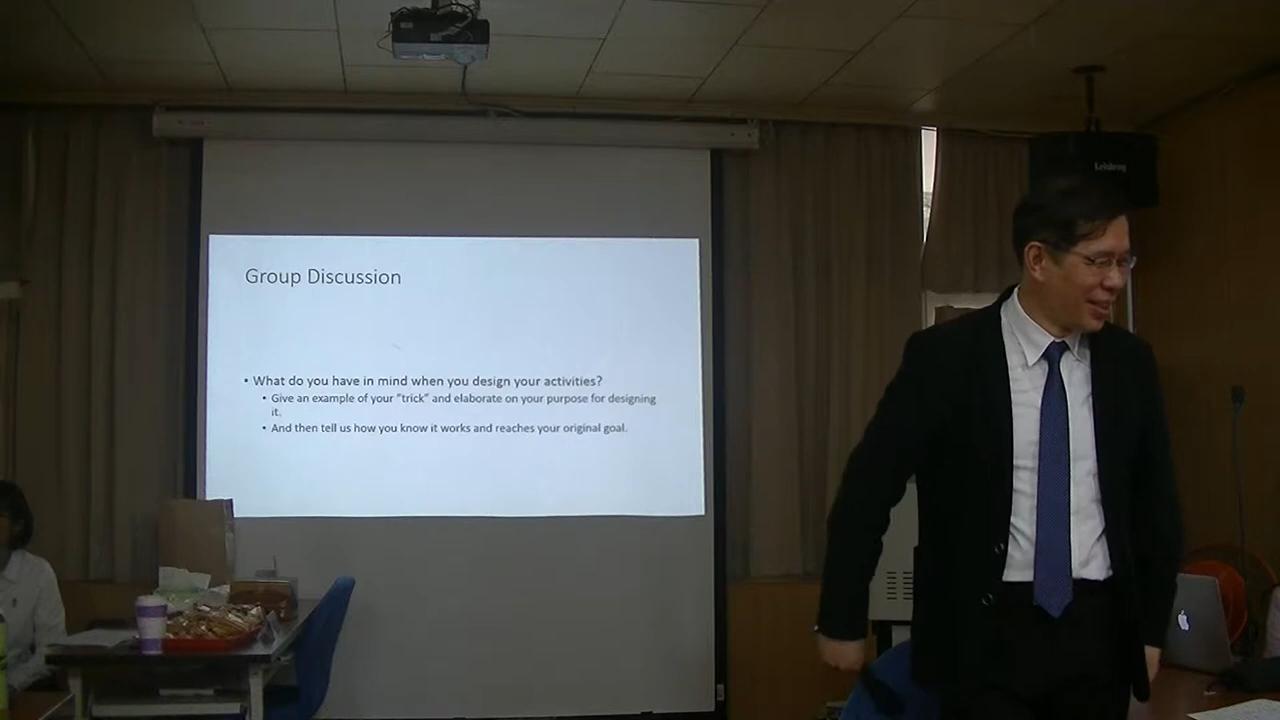 Group Discussion
• What do you have in mind when you design your activities?
• Give an example of your "trick" and elaborate on your purpose for designing
it.
• And then tell us how you know it works and reaches your original goal.